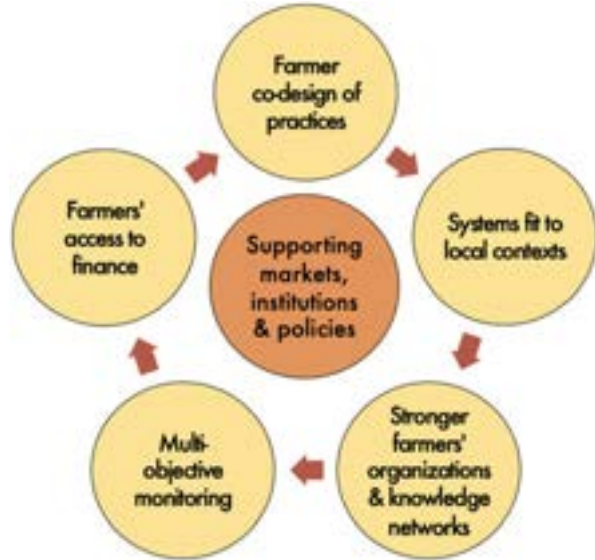 Farmer
co-design of
practices
Systems fit to
local contexts
Stronger
farmers'
organizations
& knowledge
networks
Multi-
objective
monitoring
Farmers'
access to
finance
Supporting
markets,
institutions
& policies